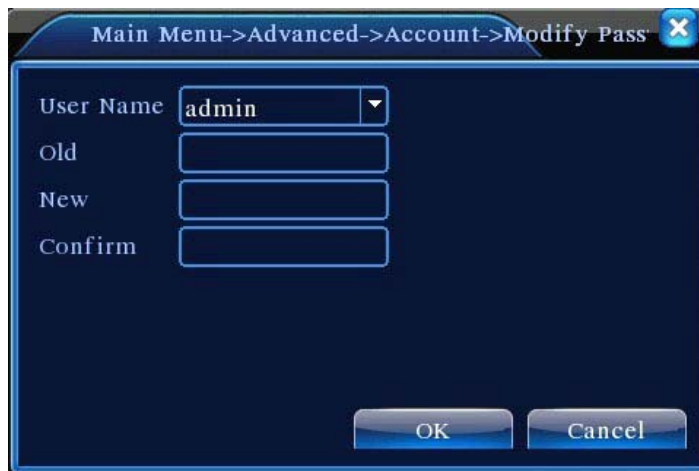 Main Menu->Advanced->Account->Modify Pass
User Name admin
Old
New
Confirm
OK Cancel